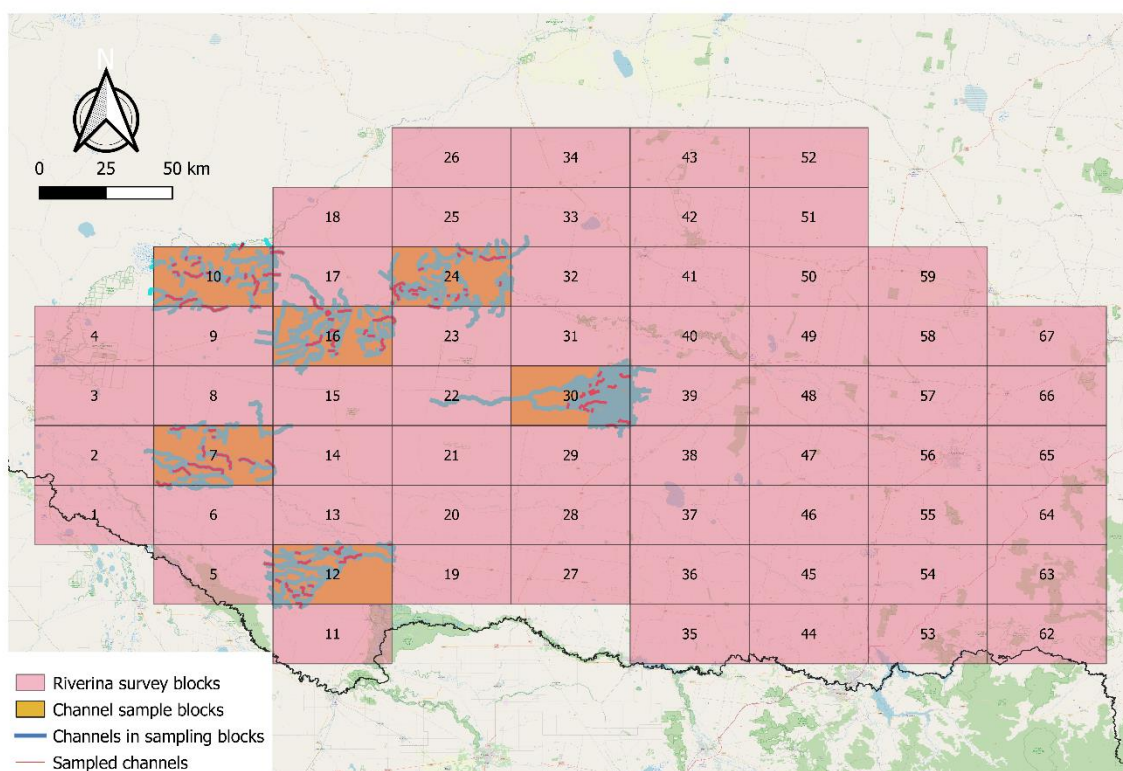 N
0 25 50 km
26 34 43 52
18 25 33 42 51
10 17 24 32 41 50 59
4 9 16 23 31 40 49 58 67
3 8 15 22 30 39 48 57 66
2 7 14 21 29 38 47 56 65
1 6 13 20 28 37 46 55 64
5 12 19 27 36 45 54 63
11 35 44 53 62
Riverina survey blocks
Channel sample blocks
Channels in sampling blocks
Sampled channels